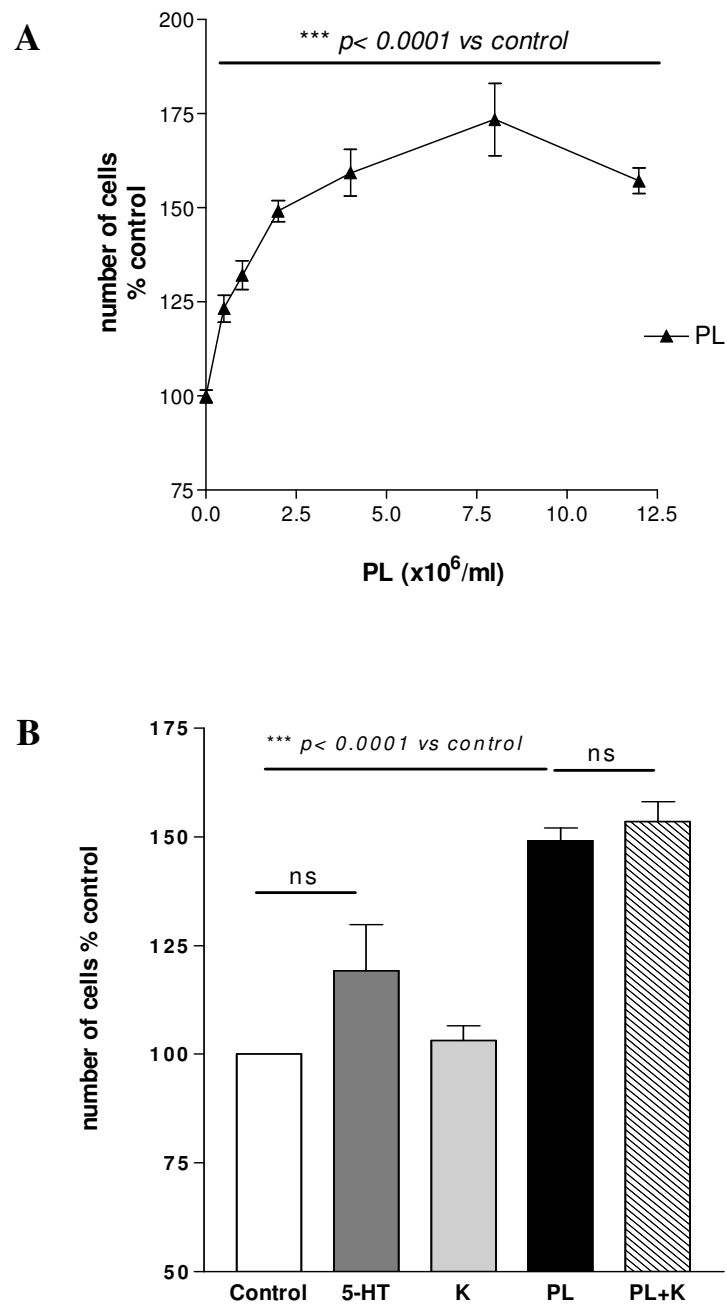 A
*** p< 0.0001 vs control
number of cells
% control
200
175
150
125
100
75
0.0 2.5 5.0 7.5 10.0 12.5
PL (x10⁶/ml)
PL
B
*** p< 0.0001 vs control
ns
ns
number of cells % control
175
150
125
100
75
50
Control 5-HT K PL PL+K